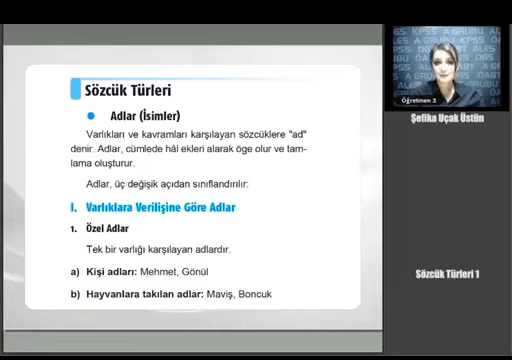 Sözcük Türleri
Adlar (İsimler)
Varlıkları ve kavramları karşılayan sözcüklere "ad"
denir. Adlar, cümlede hâl ekleri alarak öge olur ve tam-
lama oluşturur.
Adlar, üç değişik açıdan sınıflandırılır:
I. Varlıklara Verilişine Göre Adlar
1. Özel Adlar
Tek bir varlığı karşılayan adlardır.
a) Kişi adları: Mehmet, Gönül
b) Hayvanlara takılan adlar: Maviş, Boncuk
Öğretmen 3
Şefika Uçak Üstün
Sözcük Türleri 1